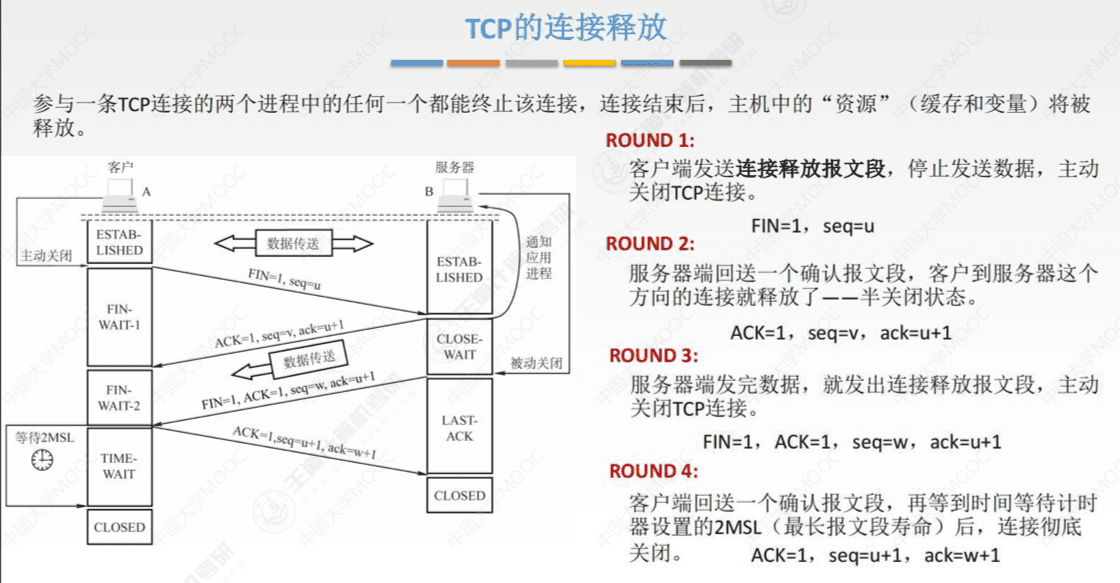 TCP的连接释放
参与一条TCP连接的两个进程中的任何一个都能终止该连接，连接结束后，主机中的“资源”（缓存和变量）将被
释放。
客户
服务器
A
B
ESTAB-
LISHED
数据传送
通知
应用
进程
主动关闭
ESTAB-
LISHED
FIN=1, seq=u
FIN-
WAIT-1
ACK=1, seq=v, ack=u+1
CLOSE-
WAIT
数据传送
被动关闭
FIN-
WAIT-2
FIN=1, ACK=1, seq=w, ack=u+1
LAST-
ACK
ACK=1,seq=u+1, ack=w+1
等待2MSL
TIME-
WAIT
CLOSED
CLOSED
ROUND 1:
客户端发送连接释放报文段，停止发送数据，主动
关闭TCP连接。
FIN=1，seq=u
ROUND 2:
服务器端回送一个确认报文段，客户到服务器这个
方向的连接就释放了——半关闭状态。
ACK=1，seq=v，ack=u+1
ROUND 3:
服务器端发完数据，就发出连接释放报文段，主动
关闭TCP连接。
FIN=1，ACK=1，seq=w，ack=u+1
ROUND 4:
客户端回送一个确认报文段，再等到时间等待计时
器设置的2MSL（最长报文段寿命）后，连接彻底
关闭。 ACK=1，seq=u+1，ack=w+1
中国大学MOOC
王道计算机考研